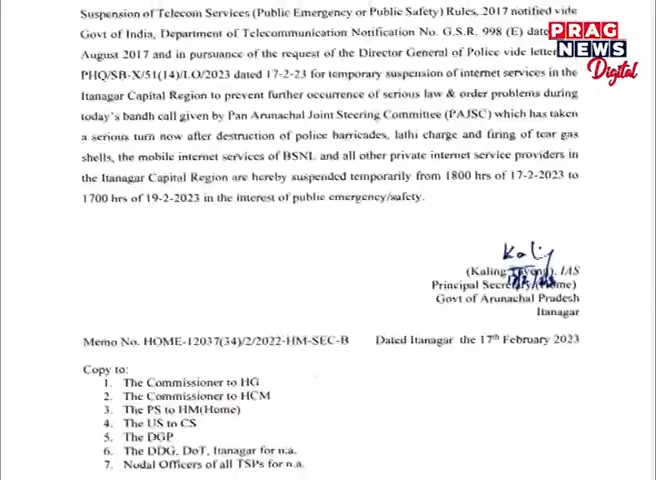 Suspension of Telecom Services (Public Emergency or Public Safety) Rules, 2017 notified vide
Govt of India, Department of Telecommunication Notification No. G.S.R. 998 (E)
August 2017 and in pursuance of the request of the Director General of Police vide
PHQ/SB-X/51(14)/LO/2023 dated 17-2-23 for temporary suspension of internet services in the
Itanagar Capital Region to prevent further occurrence of serious law & order problems during
today's bandh call given by Pan Arunachal Joint Steering Committee (PAJSC) which has taken
a serious turn now after destruction of police barricades, lathi charge and firing of tear gas
shells, the mobile internet services of BSNL and all other private internet service providers in
the Itanagar Capital Region are hereby suspended temporarily from 1800 hrs of 17-2-2023 to
1700 hrs of 19-2-2023 in the interest of public emergency/safety.
PRAG
NEWS
Digital
(Kaling IAS
Principal (Home)
Govt of Arunachal Pradesh
Itanagar
Memo No. HOME-12037(34)/2/2022-HM-SEC-B Dated Itanagar the 17th February 2023
Copy to:
1. The Commissioner to HG
2. The Commissioner to HCM
3. The PS to HM(Home)
4. The US to CS
5. The DGP
6. The DDG, DoT, Itanagar for n.a.
7. Nodal Officers of all TSPs for n.a.